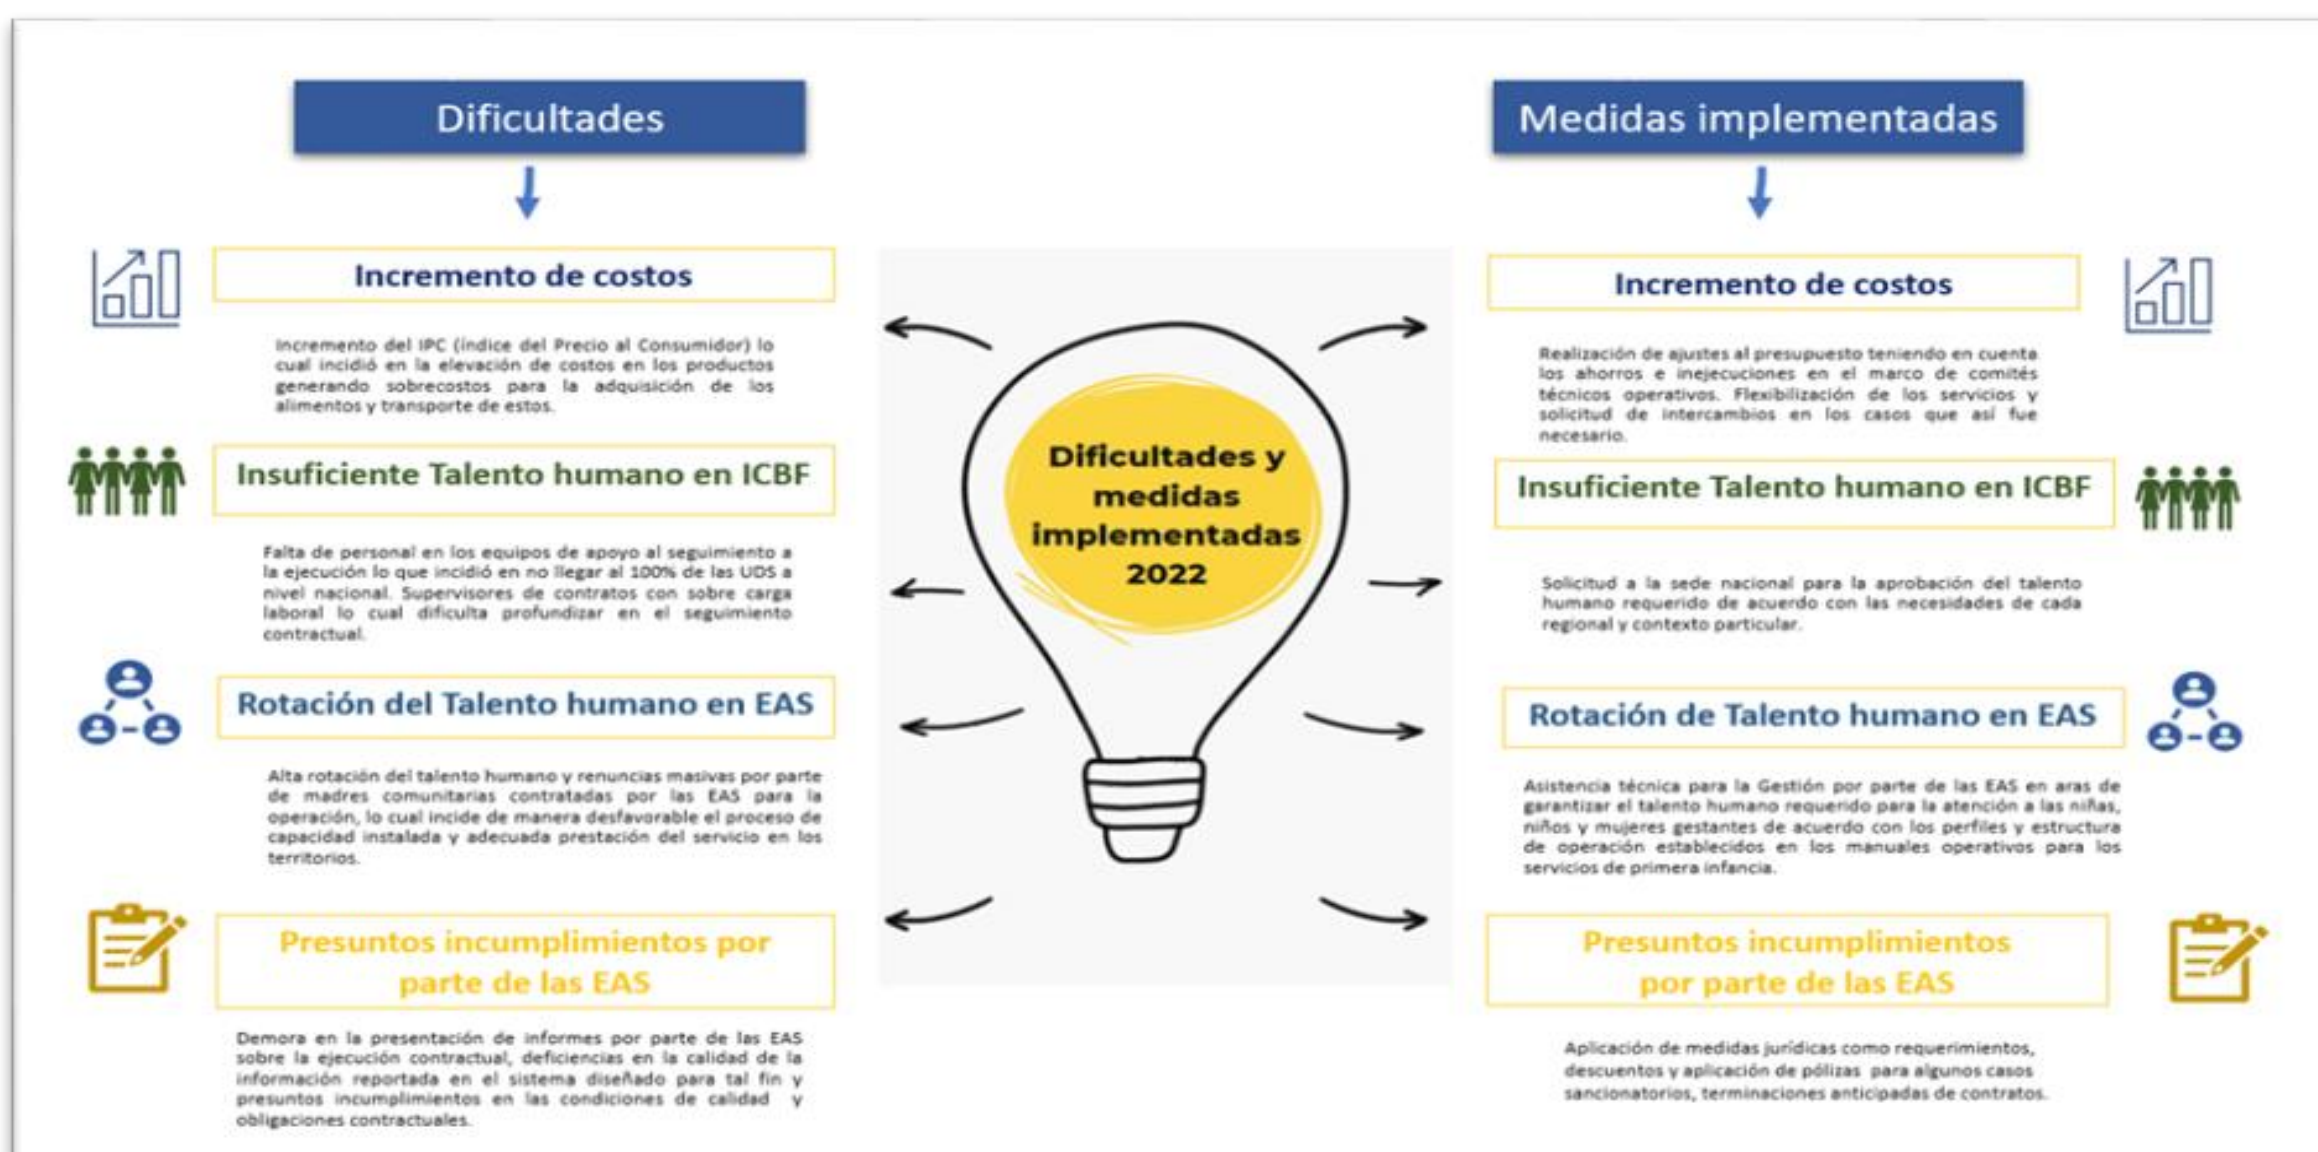 Dificultades
Incremento de costos
Incremento del IPC (índice del Precio al Consumidor) lo
cual incidió en la elevación de costos en los productos
generando sobrecostos para la adquisición de los
alimentos y transporte de estos.
Insuficiente Talento humano en ICBF
Falta de personal en los equipos de apoyo al seguimiento a
la ejecución lo que incidió en no llegar al 100% de las UDS a
nivel nacional. Supervisores de contratos con sobre carga
laboral lo cual dificulta profundizar en el seguimiento
contractual.
Rotación del Talento humano en EAS
Alta rotación del talento humano y renuncias masivas por parte
de madres comunitarias contratadas por las EAS para la
operación, lo cual incide de manera desfavorable el proceso de
capacidad instalada y adecuada prestación del servicio en los
territorios.
Presuntos incumplimientos por
parte de las EAS
Demora en la presentación de informes por parte de las EAS
sobre la ejecución contractual, deficiencias en la calidad de la
información reportada en el sistema diseñado para tal fin y
presuntos incumplimientos en las condiciones de calidad y
obligaciones contractuales.
Dificultades y
medidas
implementadas
2022
Medidas implementadas
Incremento de costos
Realización de ajustes al presupuesto teniendo en cuenta
los ahorros e inejecuciones en el marco de comités
técnicos operativos. Flexibilización de los servicios y
solicitud de intercambios en los casos que así fue
necesario.
Insuficiente Talento humano en ICBF
Solicitud a la sede nacional para la aprobación del talento
humano requerido de acuerdo con las necesidades de cada
regional y contexto particular.
Rotación de Talento humano en EAS
Asistencia técnica para la Gestión por parte de las EAS en aras de
garantizar el talento humano requerido para la atención a las niñas,
niños y mujeres gestantes de acuerdo con los perfiles y estructura
de operación establecidos en los manuales operativos para los
servicios de primera infancia.
Presuntos incumplimientos
por parte de las EAS
Aplicación de medidas jurídicas como requerimientos,
descuentos y aplicación de pólizas para algunos casos
sancionatorios, terminaciones anticipadas de contratos.